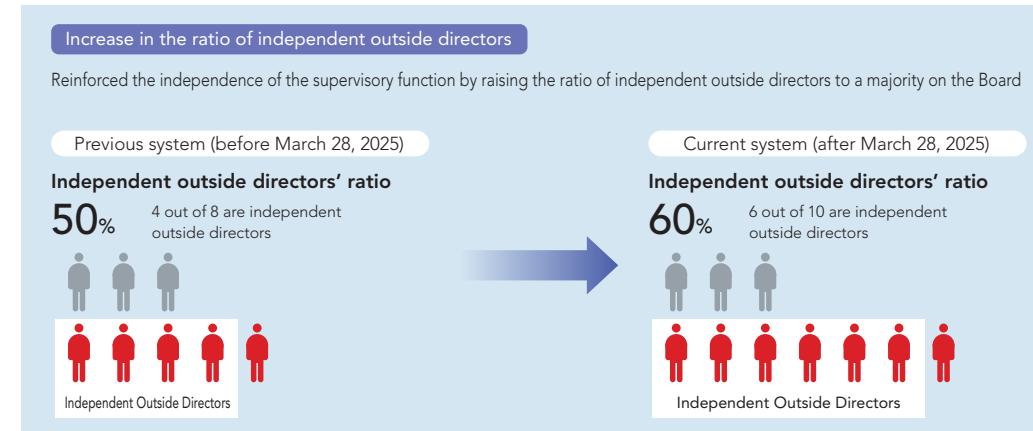 Increase in the ratio of independent outside directors
Reinforced the independence of the supervisory function by raising the ratio of independent outside directors to a majority on the Board
Previous system (before March 28, 2025)
Independent outside directors’ ratio
50%
4 out of 8 are independent
outside directors
Independent Outside Directors
Current system (after March 28, 2025)
Independent outside directors’ ratio
60%
6 out of 10 are independent
outside directors
Independent Outside Directors